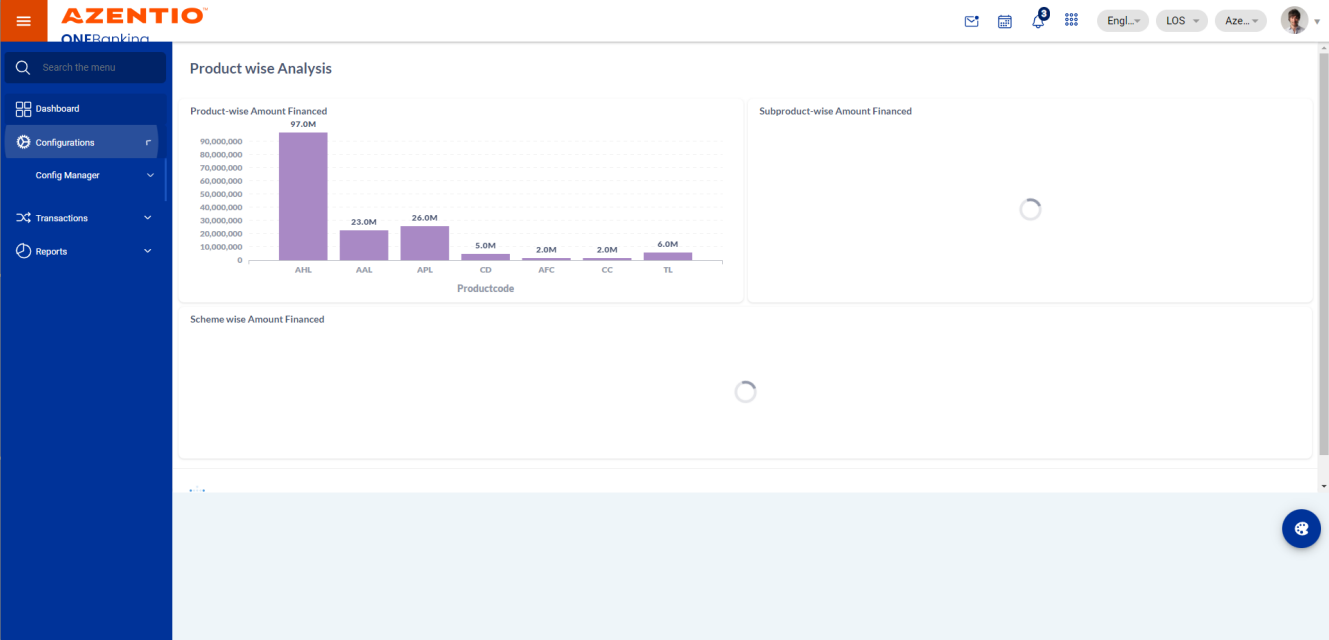 AZENTIO™
ONEBanking
3
Engl...
LOS
Aze...
Search the menu
Dashboard
Configurations
Config Manager
Transactions
Reports
Product wise Analysis
Product-wise Amount Financed
97.0M
90,000,000
80,000,000
70,000,000
60,000,000
50,000,000
40,000,000
30,000,000
20,000,000
10,000,000
0
23.0M
26.0M
5.0M
2.0M
2.0M
6.0M
AHL
AAL
APL
CD
AFC
CC
TL
Productcode
Subproduct-wise Amount Financed
Scheme wise Amount Financed